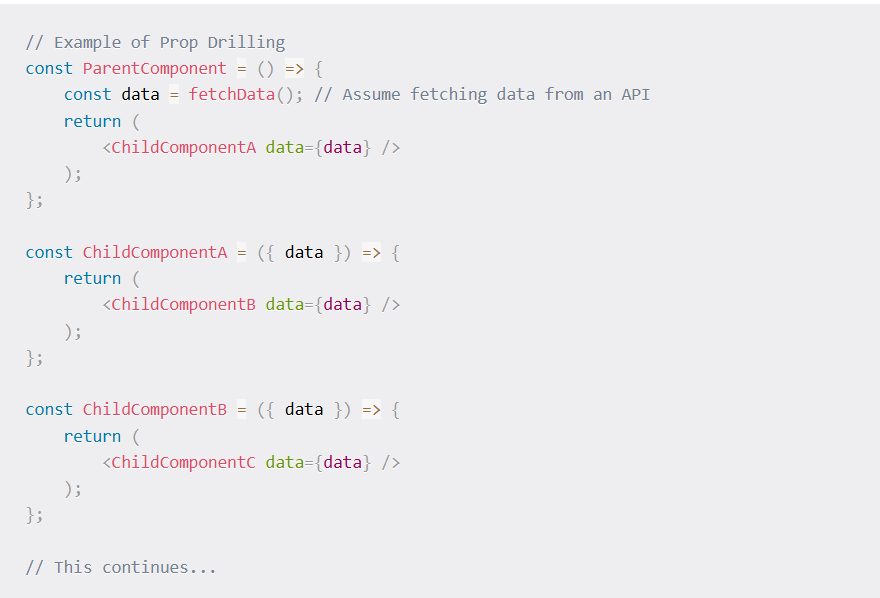 // Example of Prop Drilling
const ParentComponent = () => {
    const data = fetchData(); // Assume fetching data from an API
    return (
        <ChildComponentA data={data} />
    );
};

const ChildComponentA = ({ data }) => {
    return (
        <ChildComponentB data={data} />
    );
};

const ChildComponentB = ({ data }) => {
    return (
        <ChildComponentC data={data} />
    );
};

// This continues...